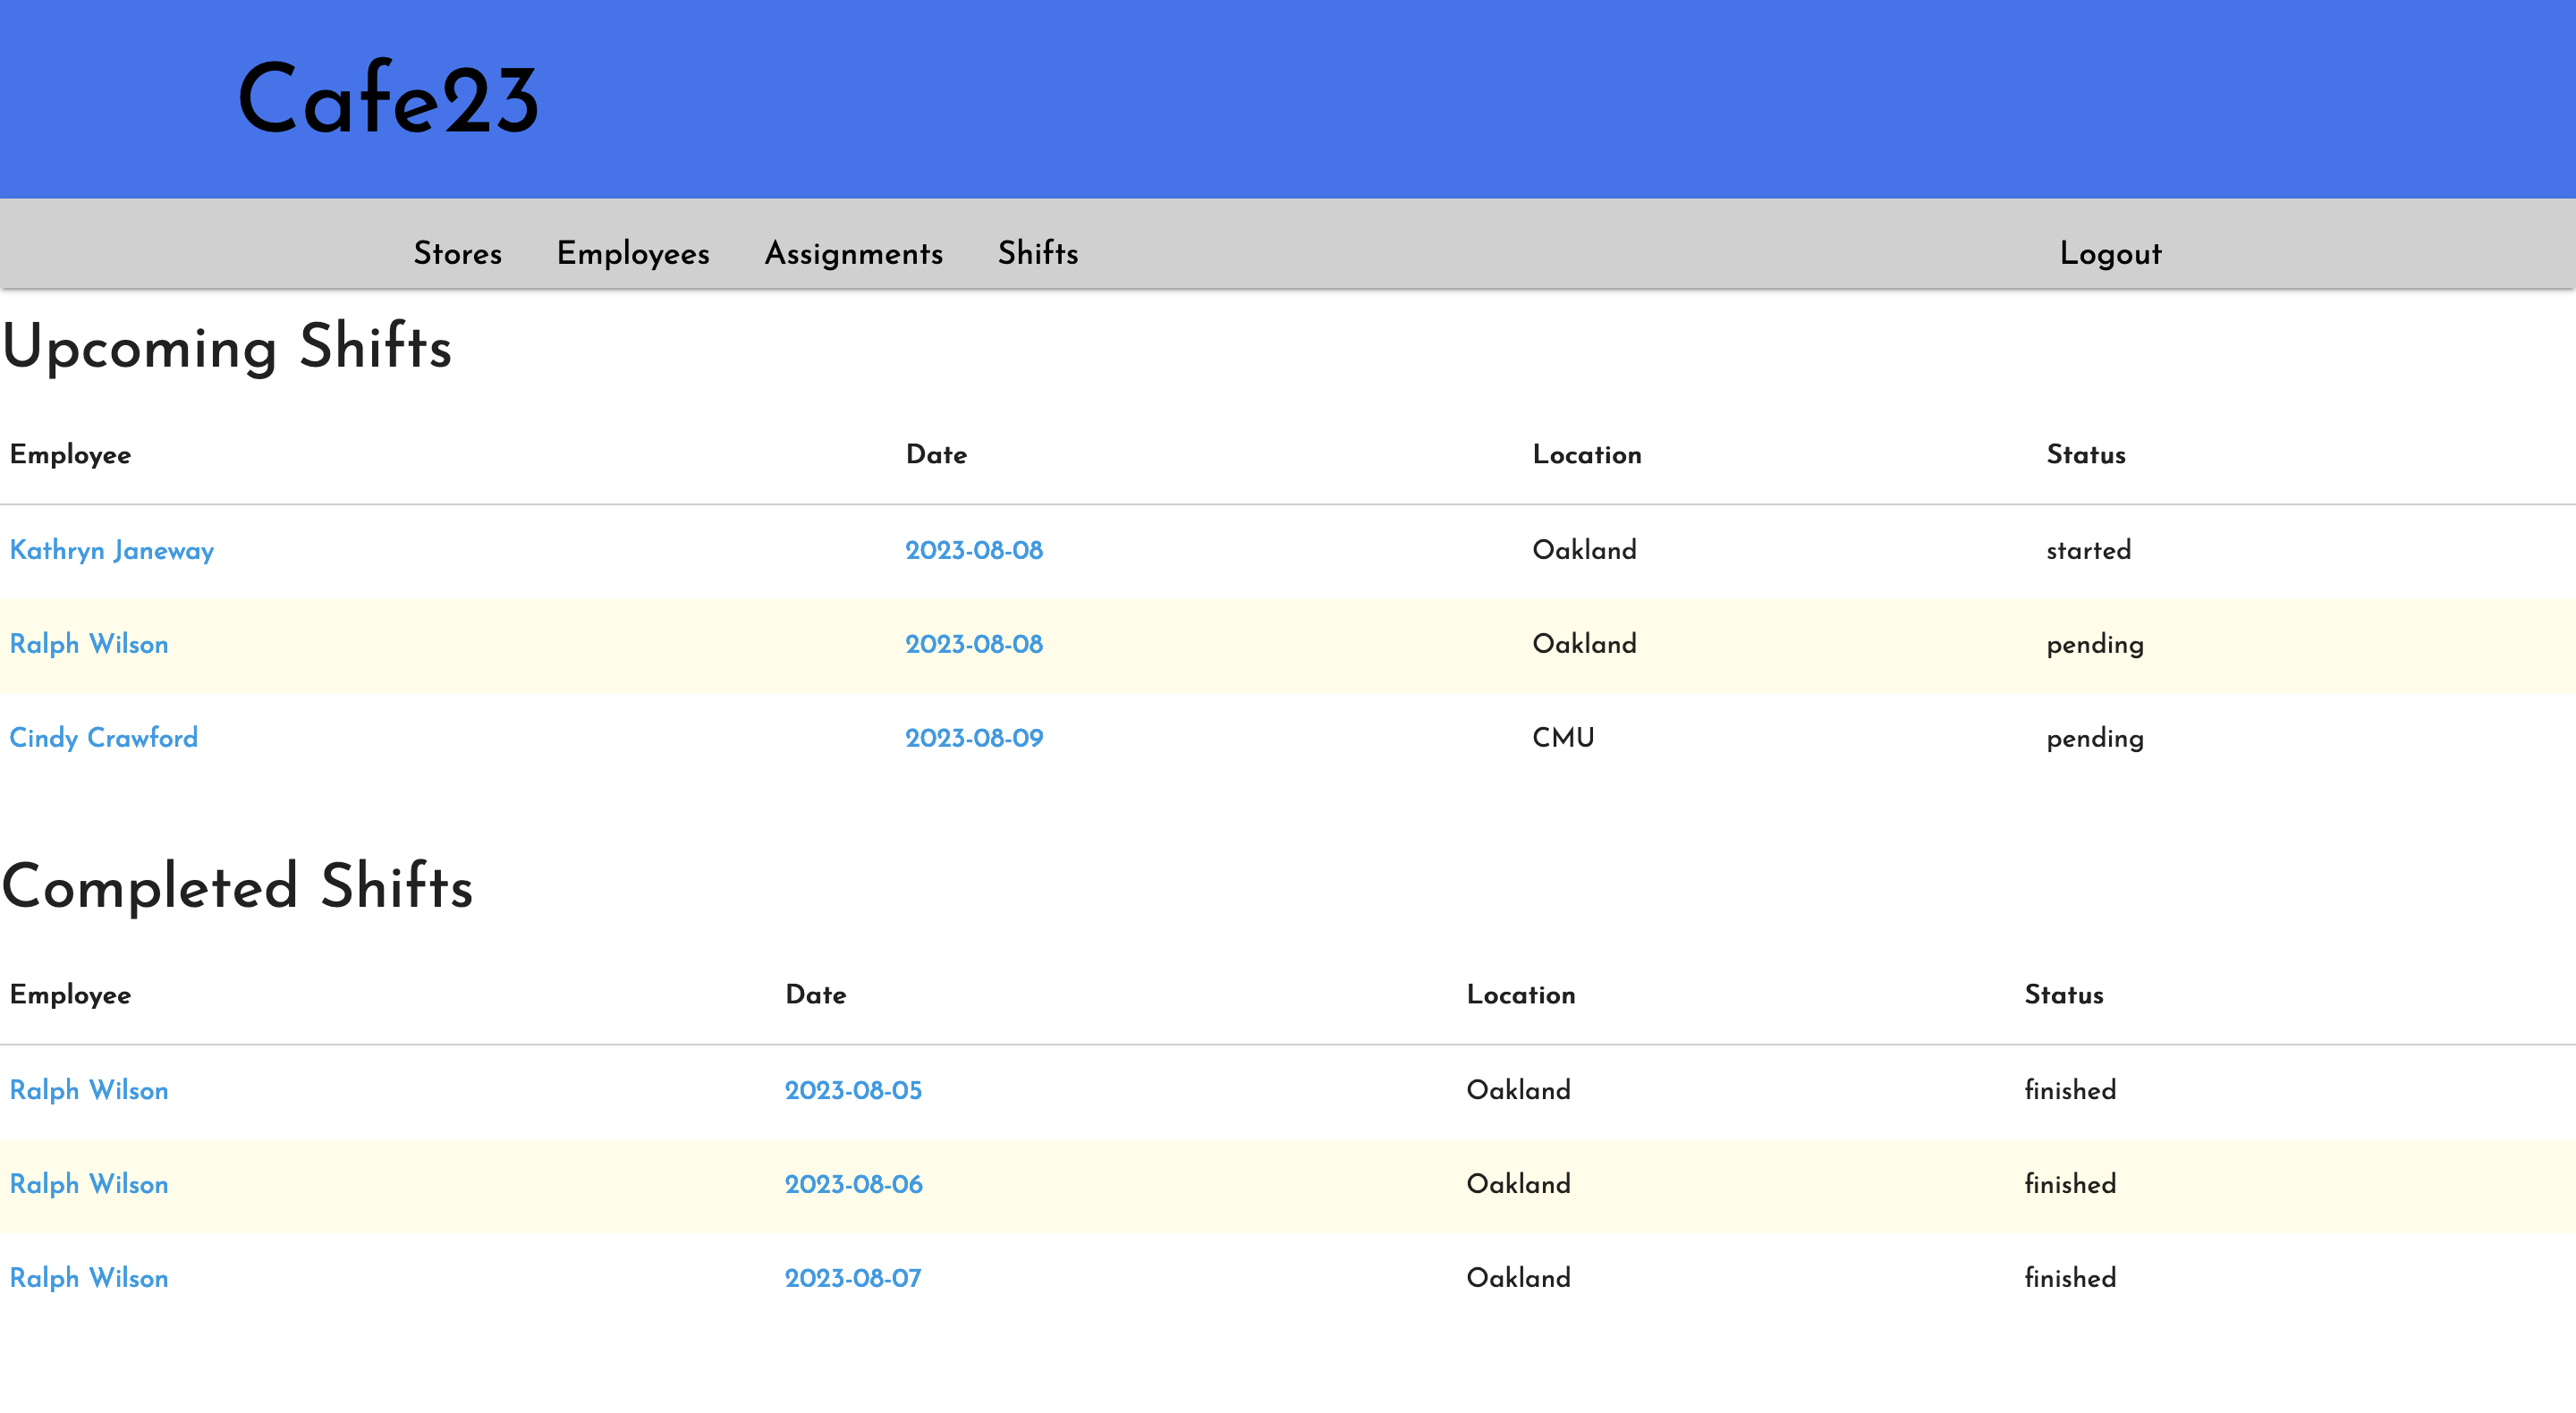 Cafe23
Stores Employees Assignments Shifts Logout
Upcoming Shifts
Employee Date Location Status
Kathryn Janeway 2023-08-08 Oakland started
Ralph Wilson 2023-08-08 Oakland pending
Cindy Crawford 2023-08-09 CMU pending
Completed Shifts
Employee Date Location Status
Ralph Wilson 2023-08-05 Oakland finished
Ralph Wilson 2023-08-06 Oakland finished
Ralph Wilson 2023-08-07 Oakland finished